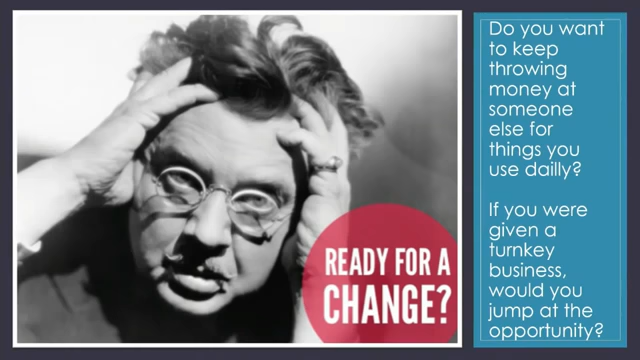 READY FOR A
CHANGE?
Do you want
to keep
throwing
money at
someone
else for
things you
use dailly?
If you were
given a
turnkey
business,
would you
jump at the
opportunity?